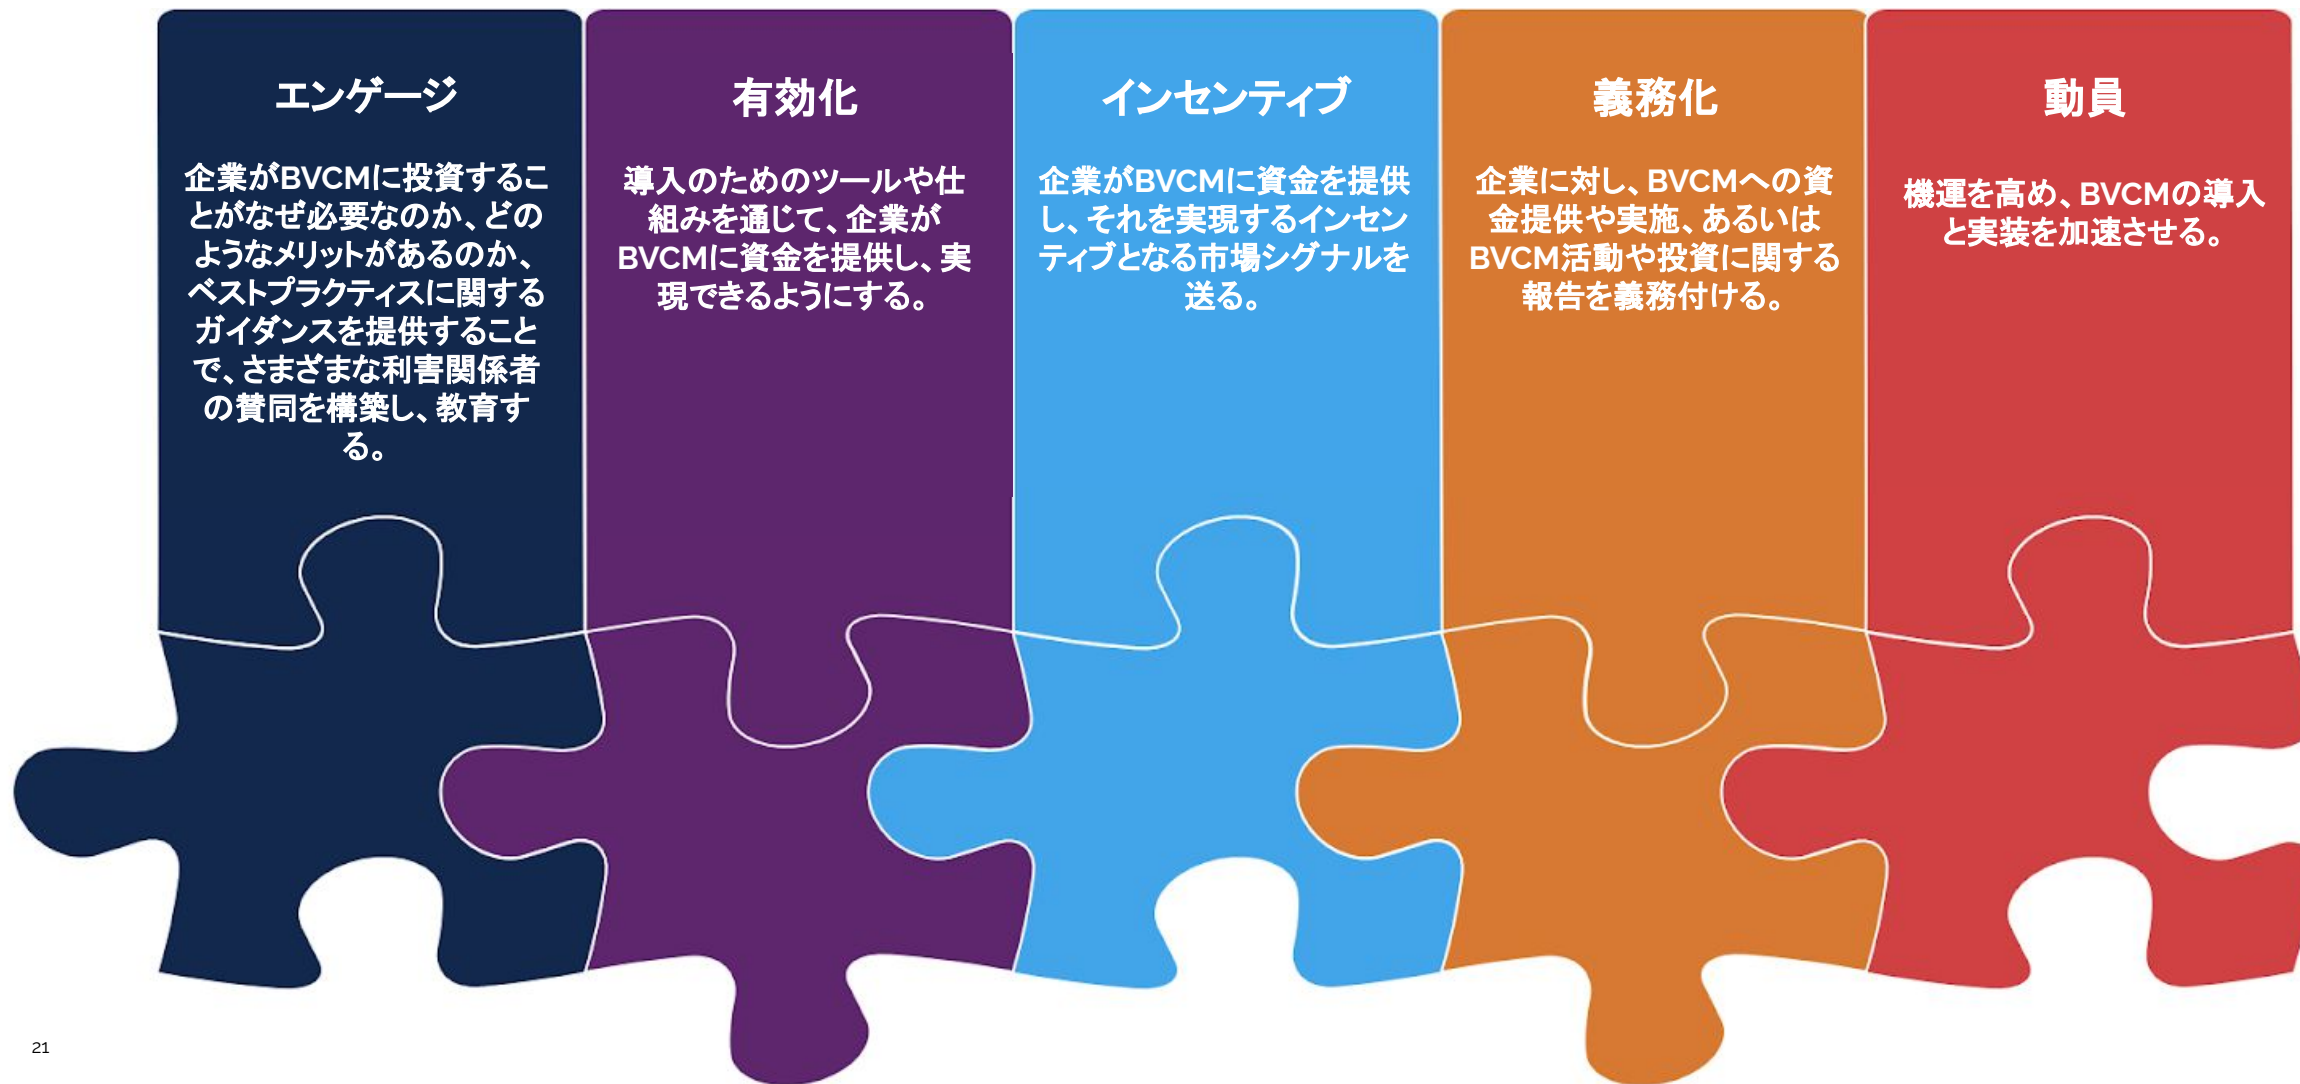 エンゲージ
企業がBVCMに投資するこ
とがなぜ必要なのか、どの
ようなメリットがあるのか、
ベストプラクティスに関する
ガイダンスを提供すること
で、さまざまな利害関係者
の賛同を構築し、教育す
る。
有効化
導入のためのツールや仕
組みを通じて、企業が
BVCMに資金を提供し、実
現できるようにする。
インセンティブ
企業がBVCMに資金を提供
し、それを実現するインセン
ティブとなる市場シグナルを
送る。
義務化
企業に対し、BVCMへの資
金提供や実施、あるいは
BVCM活動や投資に関する
報告を義務付ける。
動員
機運を高め、BVCMの導入
と実装を加速させる。
21